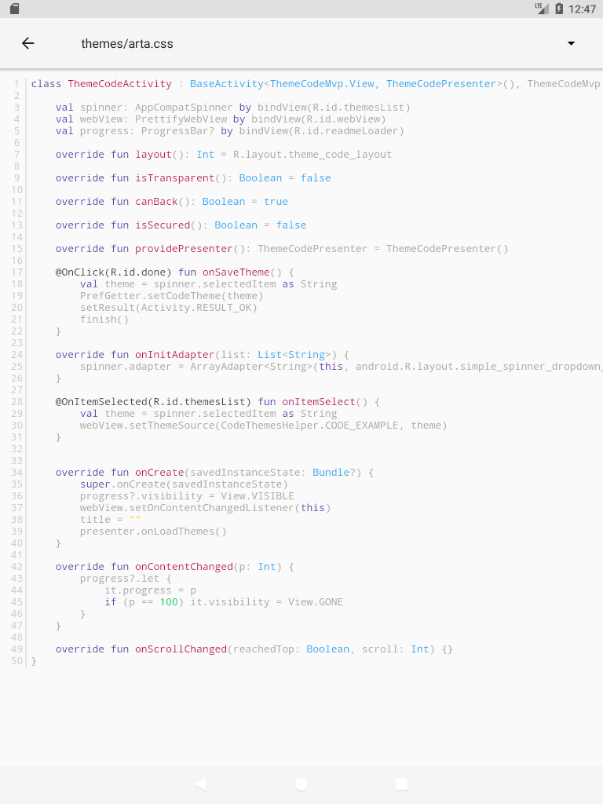 LTE 12:47
themes/arta.css
1 class ThemeCodeActivity : BaseActivity<ThemeCodeMvp.View, ThemeCodePresenter>(), ThemeCodeMvp
2
3     val spinner: AppCompatSpinner by bindView(R.id.themesList)
4     val webView: PrettifyWebView by bindView(R.id.webView)
5     val progress: ProgressBar? by bindView(R.id.readmeLoader)
6
7     override fun layout(): Int = R.layout.theme_code_layout
8
9     override fun isTransparent(): Boolean = false
10
11     override fun canBack(): Boolean = true
12
13     override fun isSecured(): Boolean = false
14
15     override fun providePresenter(): ThemeCodePresenter = ThemeCodePresenter()
16
17     @OnClick(R.id.done) fun onSaveTheme() {
18         val theme = spinner.selectedItem as String
19         PrefGetter.setCodeTheme(theme)
20         setResult(Activity.RESULT_OK)
21         finish()
22     }
23
24     override fun onInitAdapter(list: List<String>) {
25         spinner.adapter = ArrayAdapter<String>(this, android.R.layout.simple_spinner_dropdown_
26     }
27
28     @OnItemSelected(R.id.themesList) fun onItemSelect() {
29         val theme = spinner.selectedItem as String
30         webView.setThemeSource(CodeThemesHelper.CODE_EXAMPLE, theme)
31     }
32
33
34     override fun onCreate(savedInstanceState: Bundle?) {
35         super.onCreate(savedInstanceState)
36         progress?.visibility = View.VISIBLE
37         webView.setOnContentChangedListener(this)
38         title = ""
39         presenter.onLoadThemes()
40     }
41
42     override fun onContentChanged(p: Int) {
43         progress?.let {
44             it.progress = p
45             if (p == 100) it.visibility = View.GONE
46         }
47     }
48
49     override fun onScrollChanged(reachedTop: Boolean, scroll: Int) {}
50 }